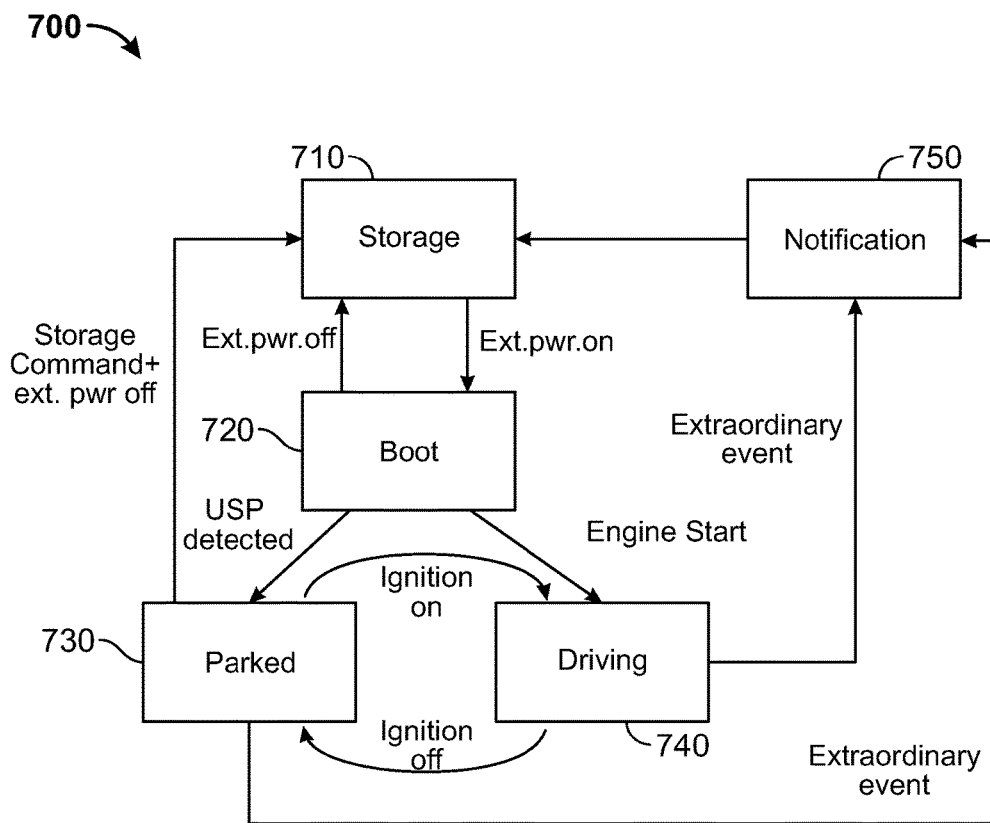 700
710
750
Storage
Notification
Storage
Command+
ext. pwr off
Ext.pwr.off
Ext.pwr.on
720
Boot
Extraordinary
event
USP
detected
Engine Start
Ignition
on
730
Parked
Driving
Ignition
off
740
Extraordinary
event